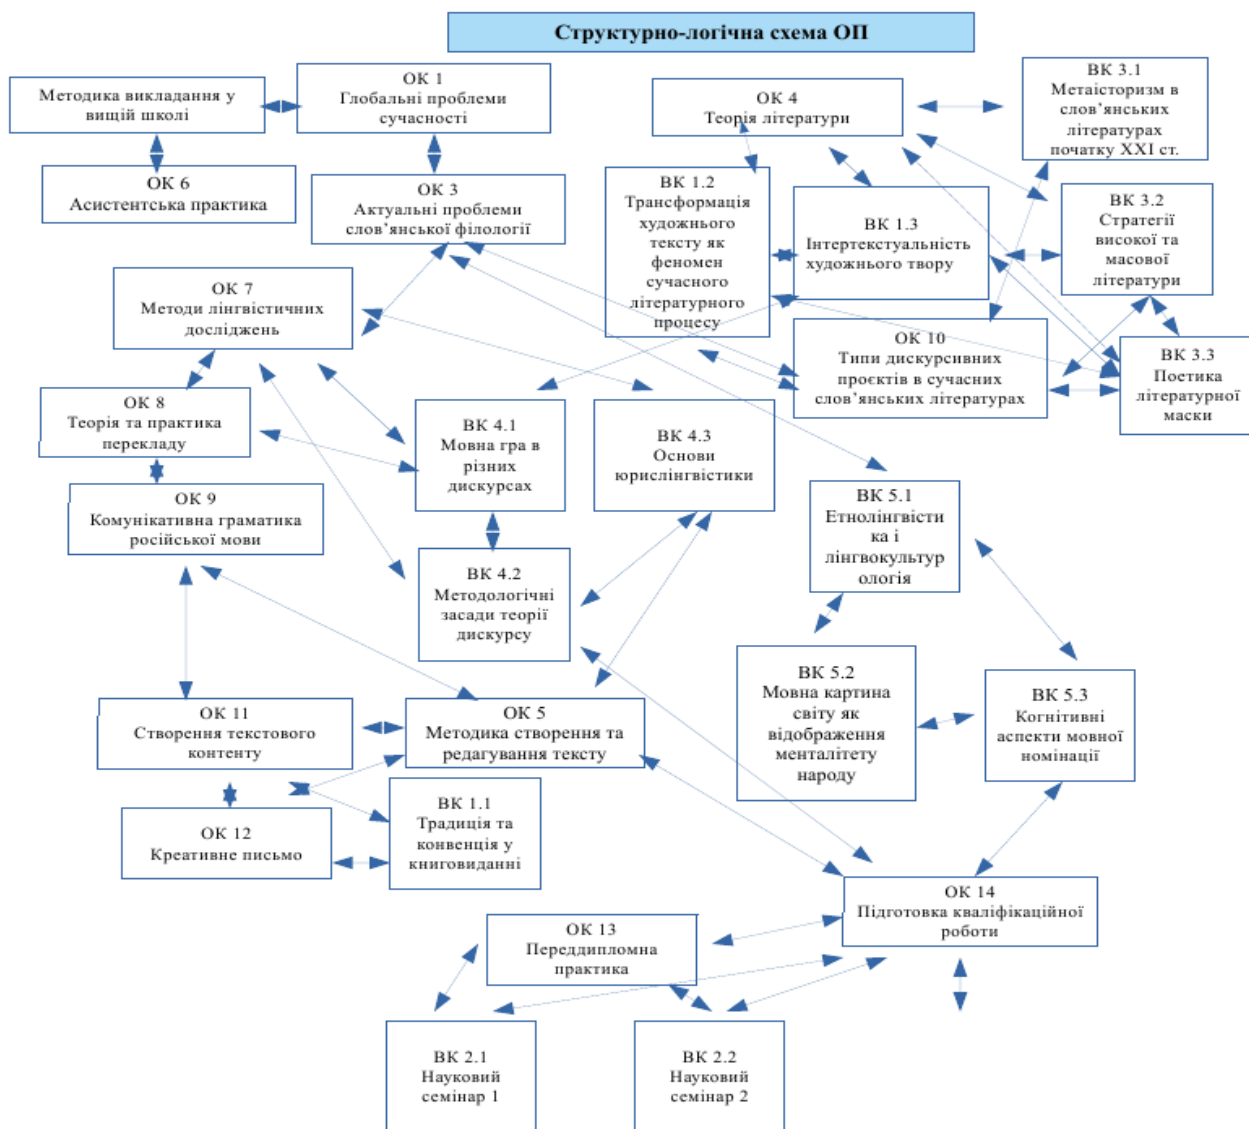 Структурно-логічна схема ОП
Методика викладання у
вищій школі
ОК 1
Глобальні проблеми
сучасності
ОК 4
Теорія літератури
ВК 3.1
Метаісторизм в
слов’янських
літературах
початку ХХІ ст.
ОК 6
Асистентська практика
ОК 3
Актуальні проблеми
слов’янської філології
ВК 1.2
Трансформація
художнього
тексту як
феномен
сучасного
літературного
процесу
ВК 1.3
Інтертекстуальність
художнього твору
ВК 3.2
Стратегії
високої та
масової
літератури
ОК 7
Методи лінгвістичних
досліджень
ОК 10
Типи дискурсивних
проєктів в сучасних
слов’янських літературах
ВК 3.3
Поетика
літературної
маски
ОК 8
Теорія та практика
перекладу
ВК 4.1
Мовна гра в
різних
дискурсах
ВК 4.3
Основи
юрислінгвістики
ОК 9
Комунікативна граматика
російської мови
ВК 5.1
Етнолінгвісти
ка і
лінгвокультур
ологія
ВК 4.2
Методологічні
засади теорії
дискурсу
ВК 5.2
Мовна картина
світу як
відображення
менталітету
народу
ВК 5.3
Когнітивні
аспекти мовної
номінації
ОК 11
Створення текстового
контенту
ОК 5
Методика створення та
редагування тексту
ВК 1.1
Традиція та
конвенція у
книговиданні
ОК 12
Креативне письмо
ОК 14
Підготовка кваліфікаційної
роботи
ОК 13
Переддипломна
практика
ВК 2.1
Науковий
семінар 1
ВК 2.2
Науковий
семінар 2